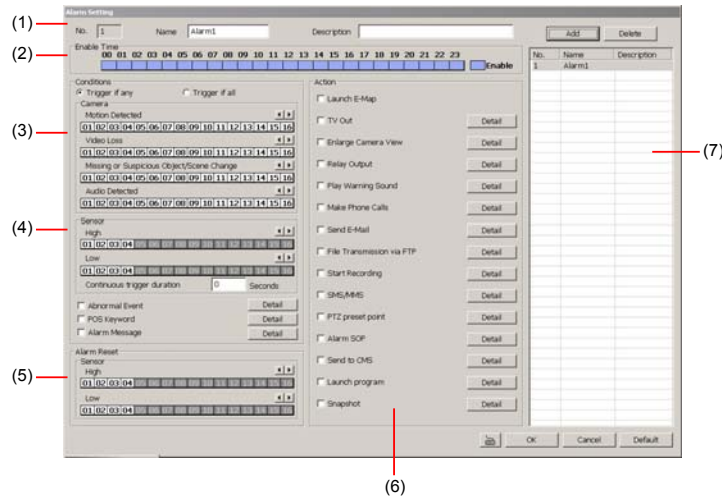 Alarm Setting
(1)
No. 1 Name Alarm1 Description
Add Delete
(2)
Enable Time
00 01 02 03 04 05 06 07 08 09 10 11 12 13 14 15 16 17 18 19 20 21 22 23
Enable
No. Name Description
1 Alarm1
Conditions
Trigger if any Trigger if all
Camera
(3)
Motion Detected
01 02 03 04 05 06 07 08 09 10 11 12 13 14 15 16
Video Loss
01 02 03 04 05 06 07 08 09 10 11 12 13 14 15 16
Missing or Suspicious Object/Scene Change
01 02 03 04 05 06 07 08 09 10 11 12 13 14 15 16
Audio Detected
01 02 03 04 05 06 07 08 09 10 11 12 13 14 15 16
(4)
Sensor
High
01 02 03 04
Low
01 02 03 04
Continuous trigger duration 0 Seconds
Abnormal Event Detail
POS Keyword Detail
Alarm Message Detail
(5)
Alarm Reset
Sensor
High
01 02 03 04
Low
01 02 03 04
Action
Launch E-Map
TV Out Detail
Enlarge Camera View Detail
Relay Output Detail
Play Warning Sound Detail
Make Phone Calls Detail
Send E-Mail Detail
File Transmission via FTP Detail
Start Recording Detail
SMS/MMS Detail
PTZ preset point Detail
Alarm SOP Detail
Send to CMS Detail
Launch program Detail
Snapshot Detail
(6)
(7)
OK Cancel Default